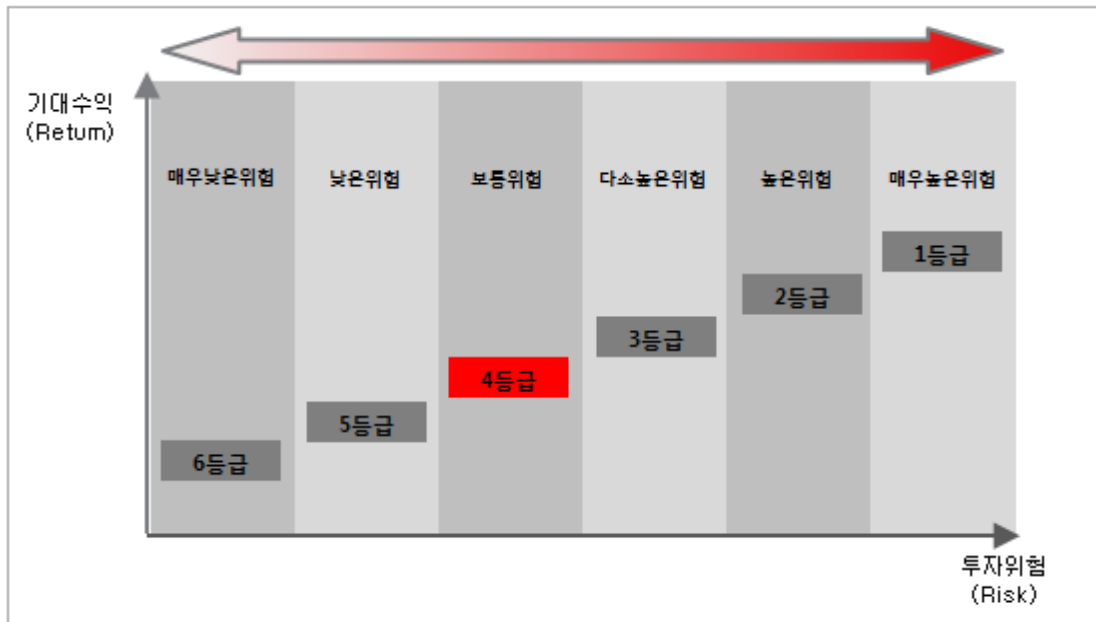 기대수익
(Retum)
매우낮은위험 낮은위험 보통위험 다소높은위험 높은위험 매우높은위험
1등급
2등급
3등급
4등급
5등급
6등급
투자위험
(Risk)